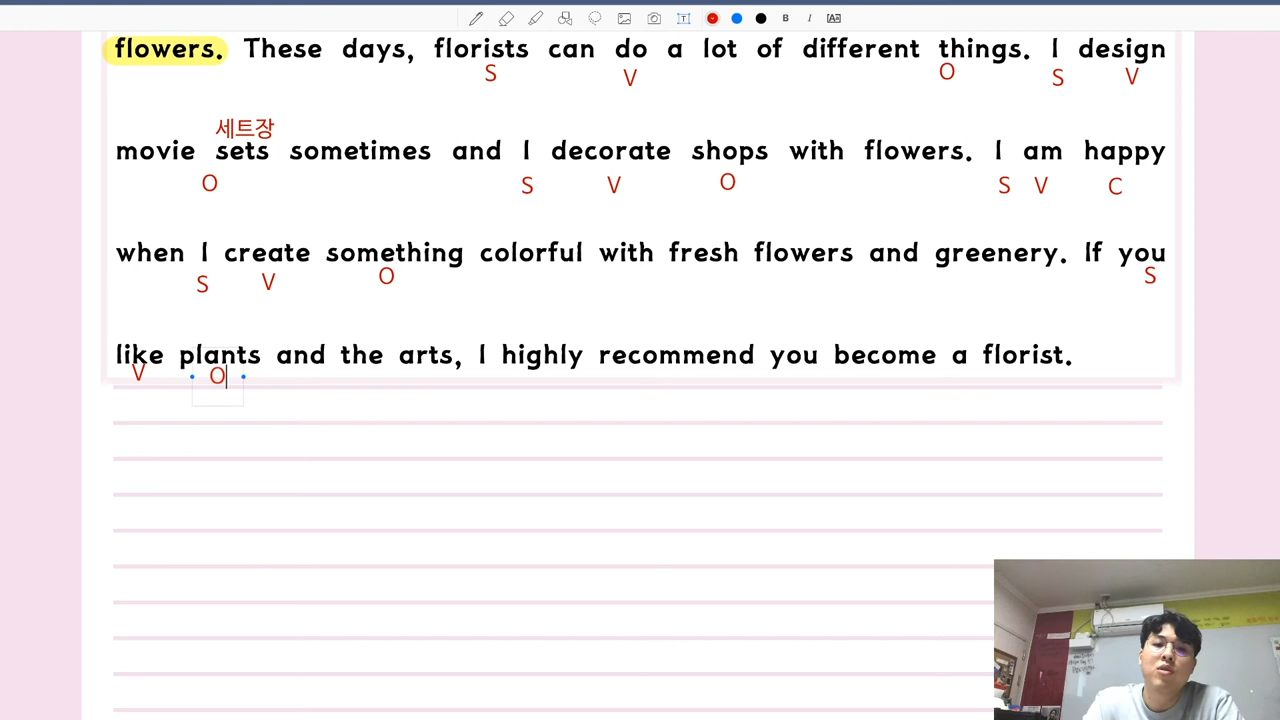 flowers. These days, florists can do a lot of different things. I design
S V O S V
세트장
movie sets sometimes and I decorate shops with flowers. I am happy
O S V O S V C
when I create something colorful with fresh flowers and greenery. If you
S V O S
like plants and the arts, I highly recommend you become a florist.
V O